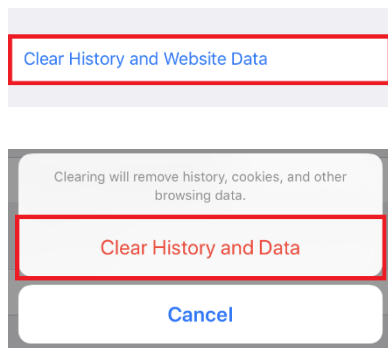 Clear History and Website Data
Clearing will remove history, cookies, and other
browsing data.
Clear History and Data
Cancel